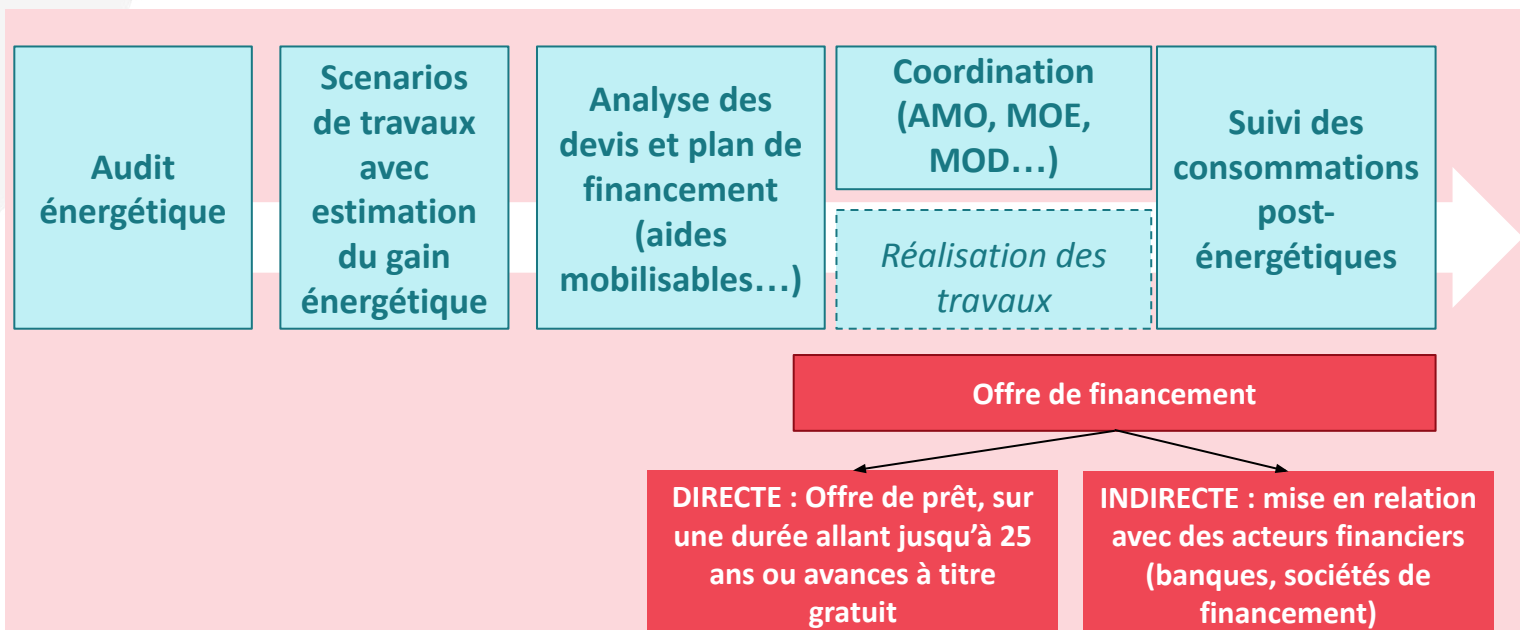 Audit
énergétique
Scenarios
de travaux
avec
estimation
du gain
énergétique
Analyse des
devis et plan de
financement
(aides
mobilisables…)
Coordination
(AMO, MOE,
MOD…)
Réalisation des
travaux
Suivi des
consommations
post-
énergétiques
Offre de financement
DIRECTE : Offre de prêt, sur
une durée allant jusqu’à 25
ans ou avances à titre
gratuit
INDIRECTE : mise en relation
avec des acteurs financiers
(banques, sociétés de
financement)